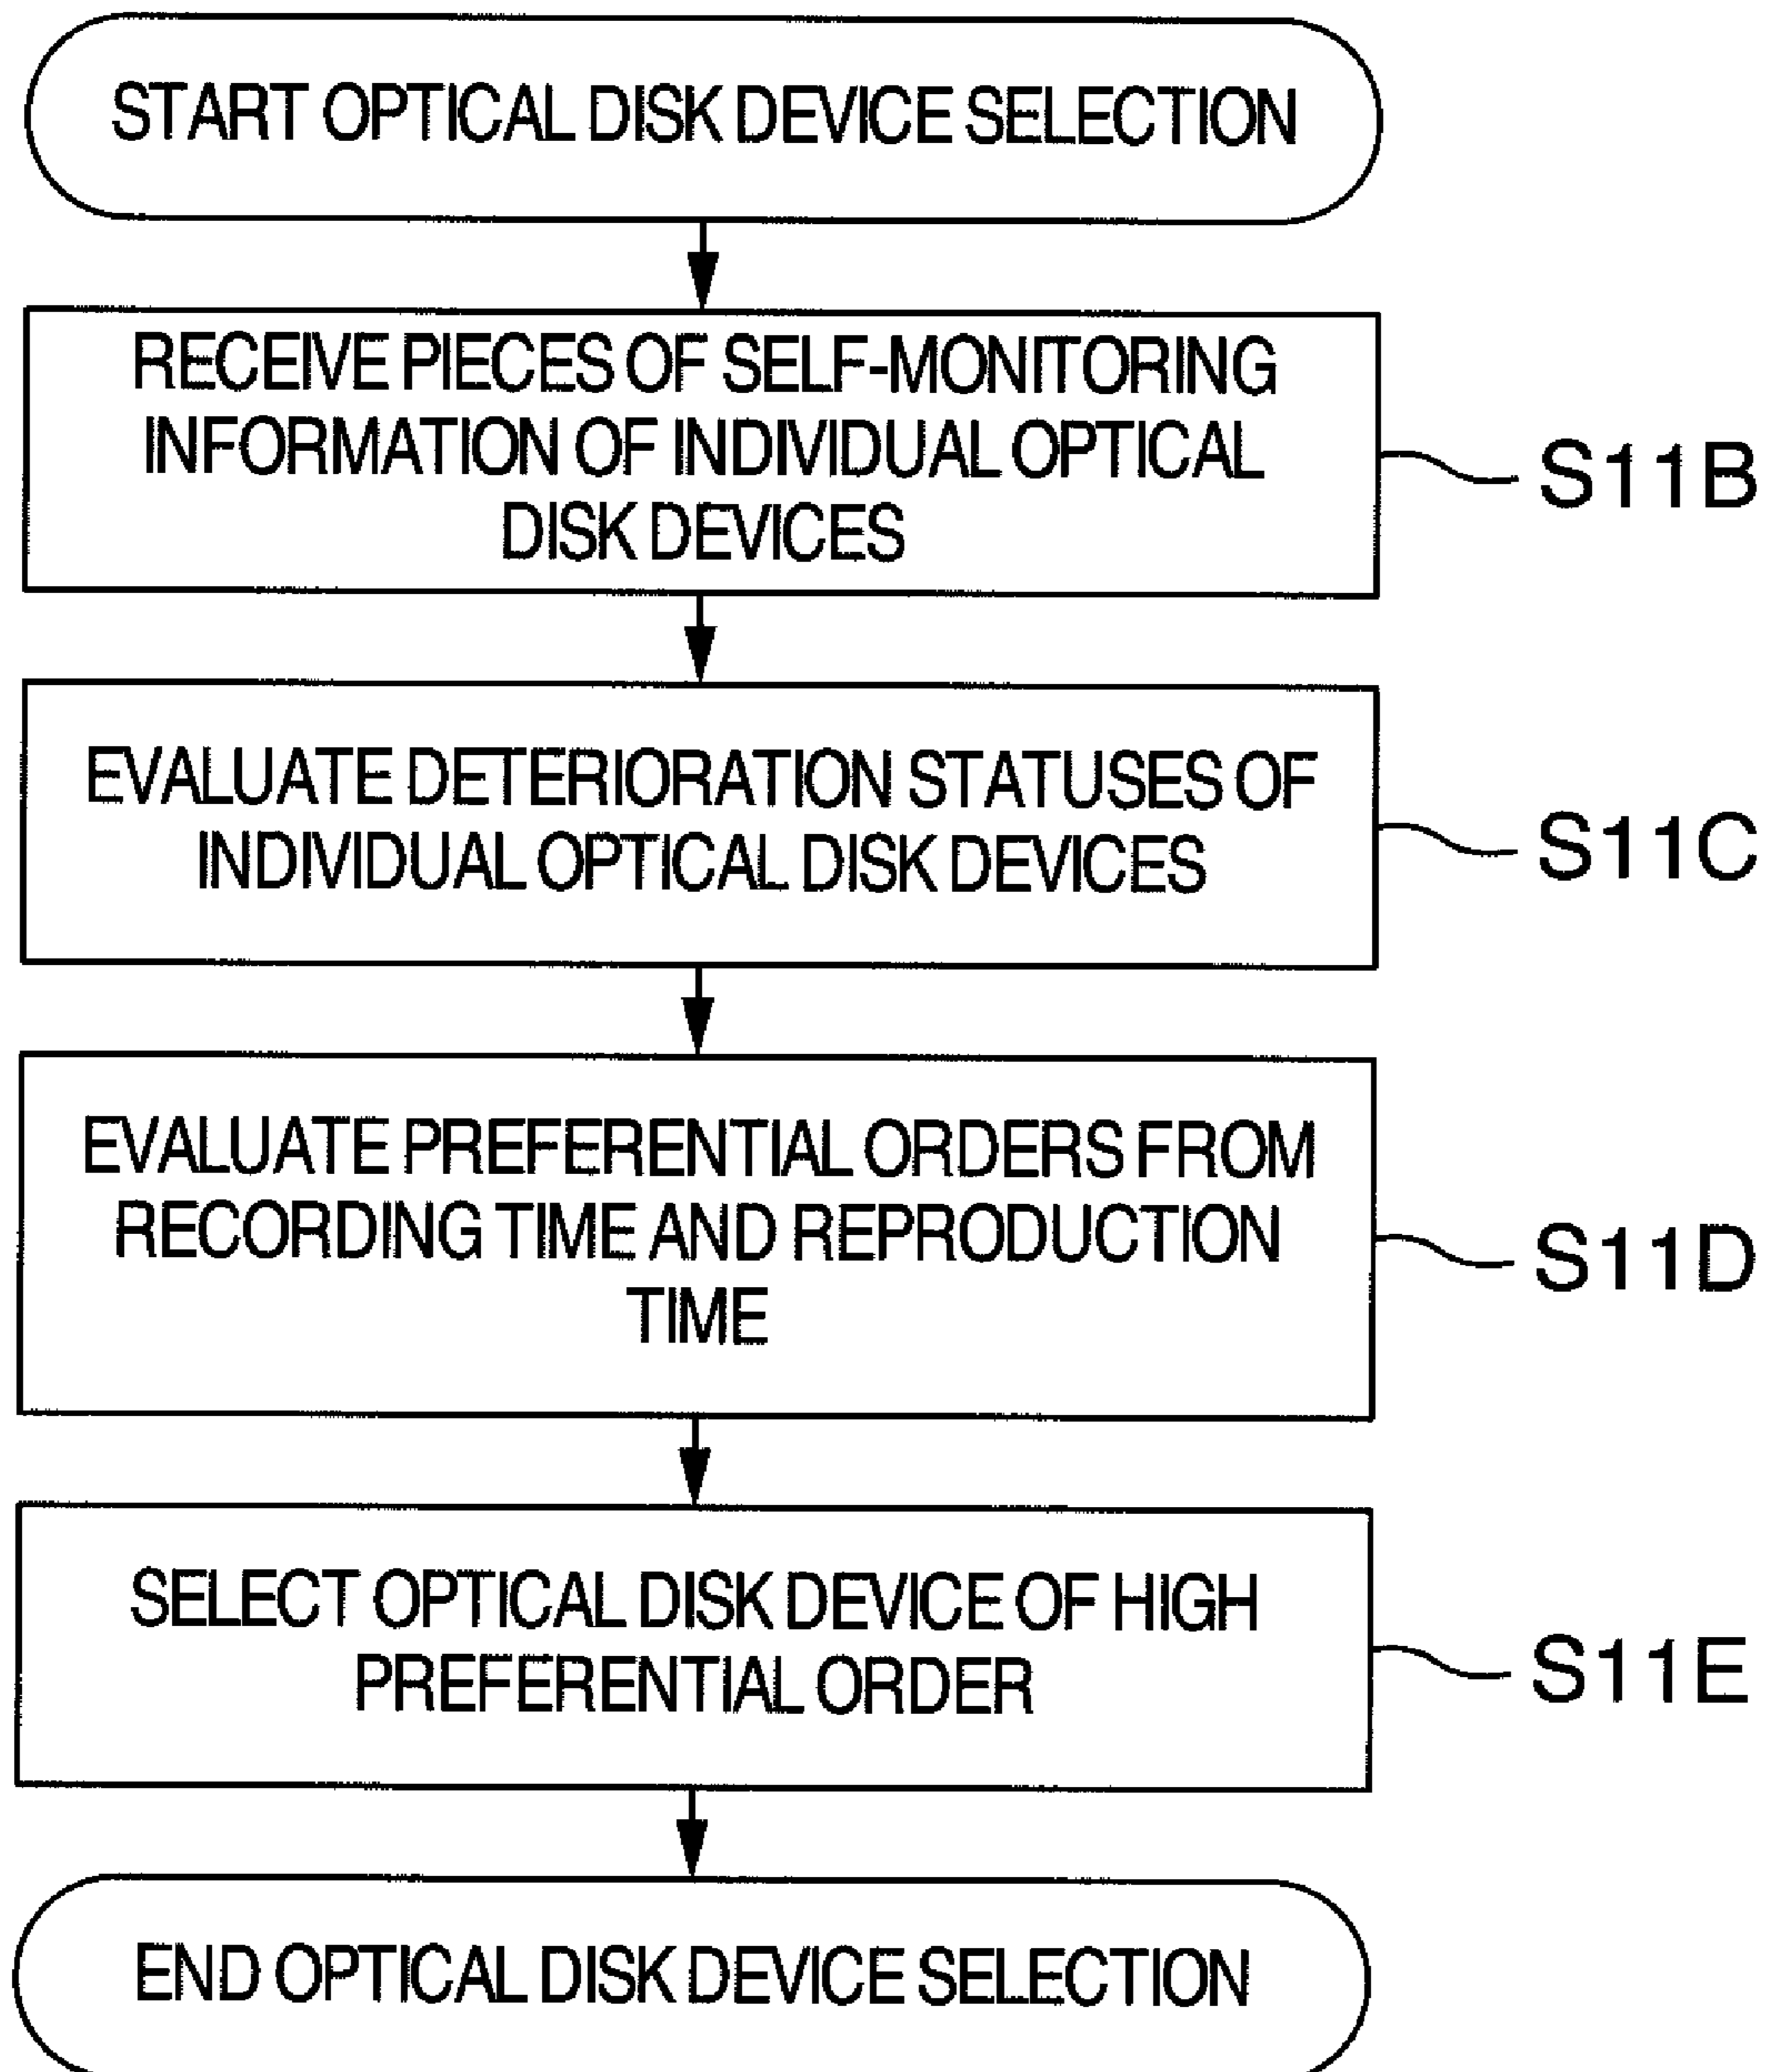 START OPTICAL DISK DEVICE SELECTION
RECEIVE PIECES OF SELF-MONITORING
INFORMATION OF INDIVIDUAL OPTICAL
DISK DEVICES
S11B
EVALUATE DETERIORATION STATUSES OF
INDIVIDUAL OPTICAL DISK DEVICES
S11C
EVALUATE PREFERENTIAL ORDERS FROM
RECORDING TIME AND REPRODUCTION
TIME
S11D
SELECT OPTICAL DISK DEVICE OF HIGH
PREFERENTIAL ORDER
S11E
END OPTICAL DISK DEVICE SELECTION